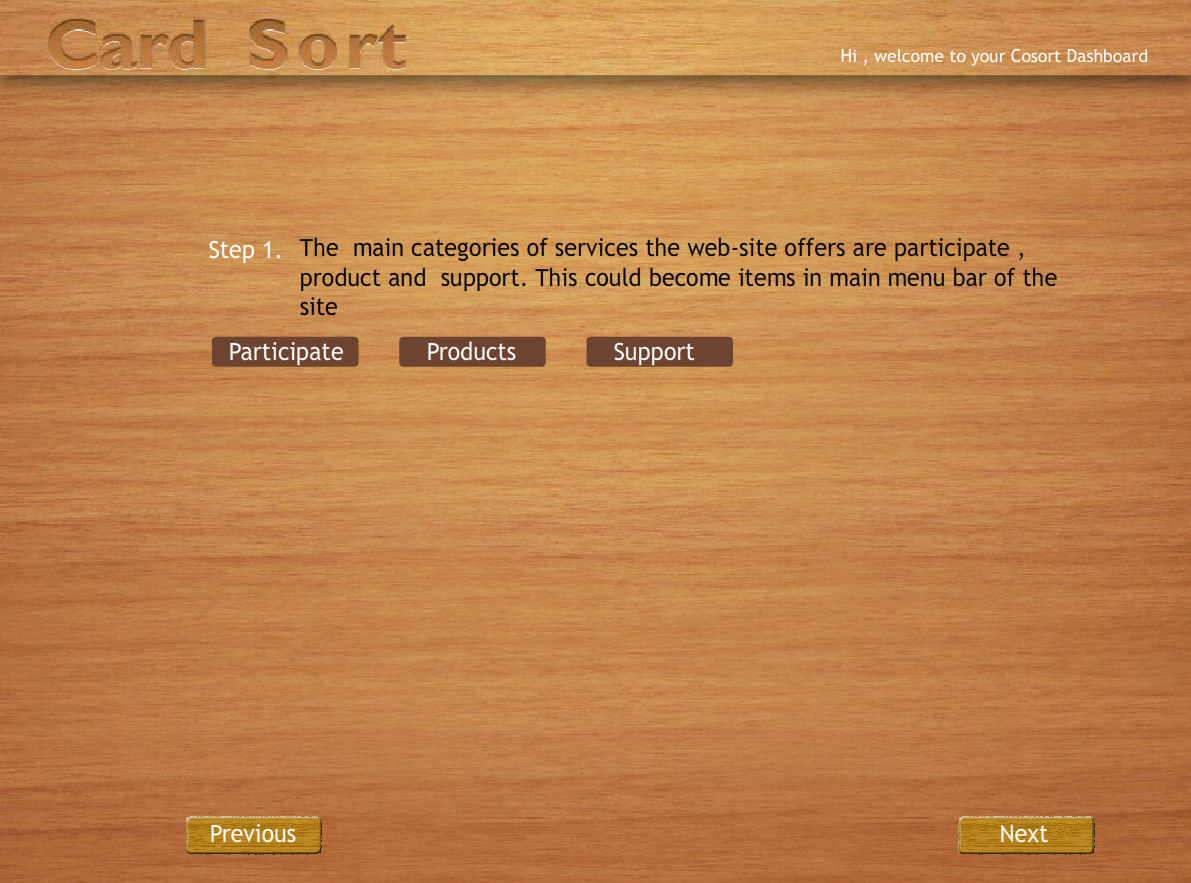 Card Sort
Hi , welcome to your Cosort Dashboard
Step 1. The  main categories of services the web-site offers are participate ,
product and  support. This could become items in main menu bar of the
site
Participate Products Support
Previous Next